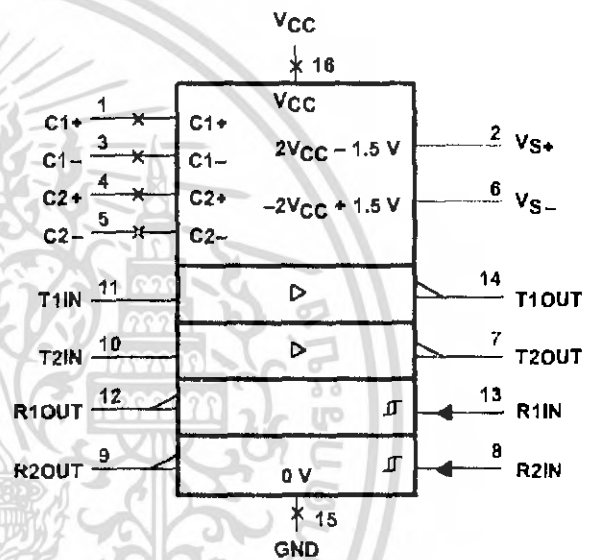 VCC
16
VCC
1
C1+
C1+
3
C1−
C1−
4
C2+
C2+
5
C2−
C2−
2VCC − 1.5 V
2
VS+
−2VCC + 1.5 V
6
VS−
T1IN
11
14
T1OUT
T2IN
10
7
T2OUT
R1OUT
12
13
R1IN
R2OUT
9
8
R2IN
0 V
15
GND